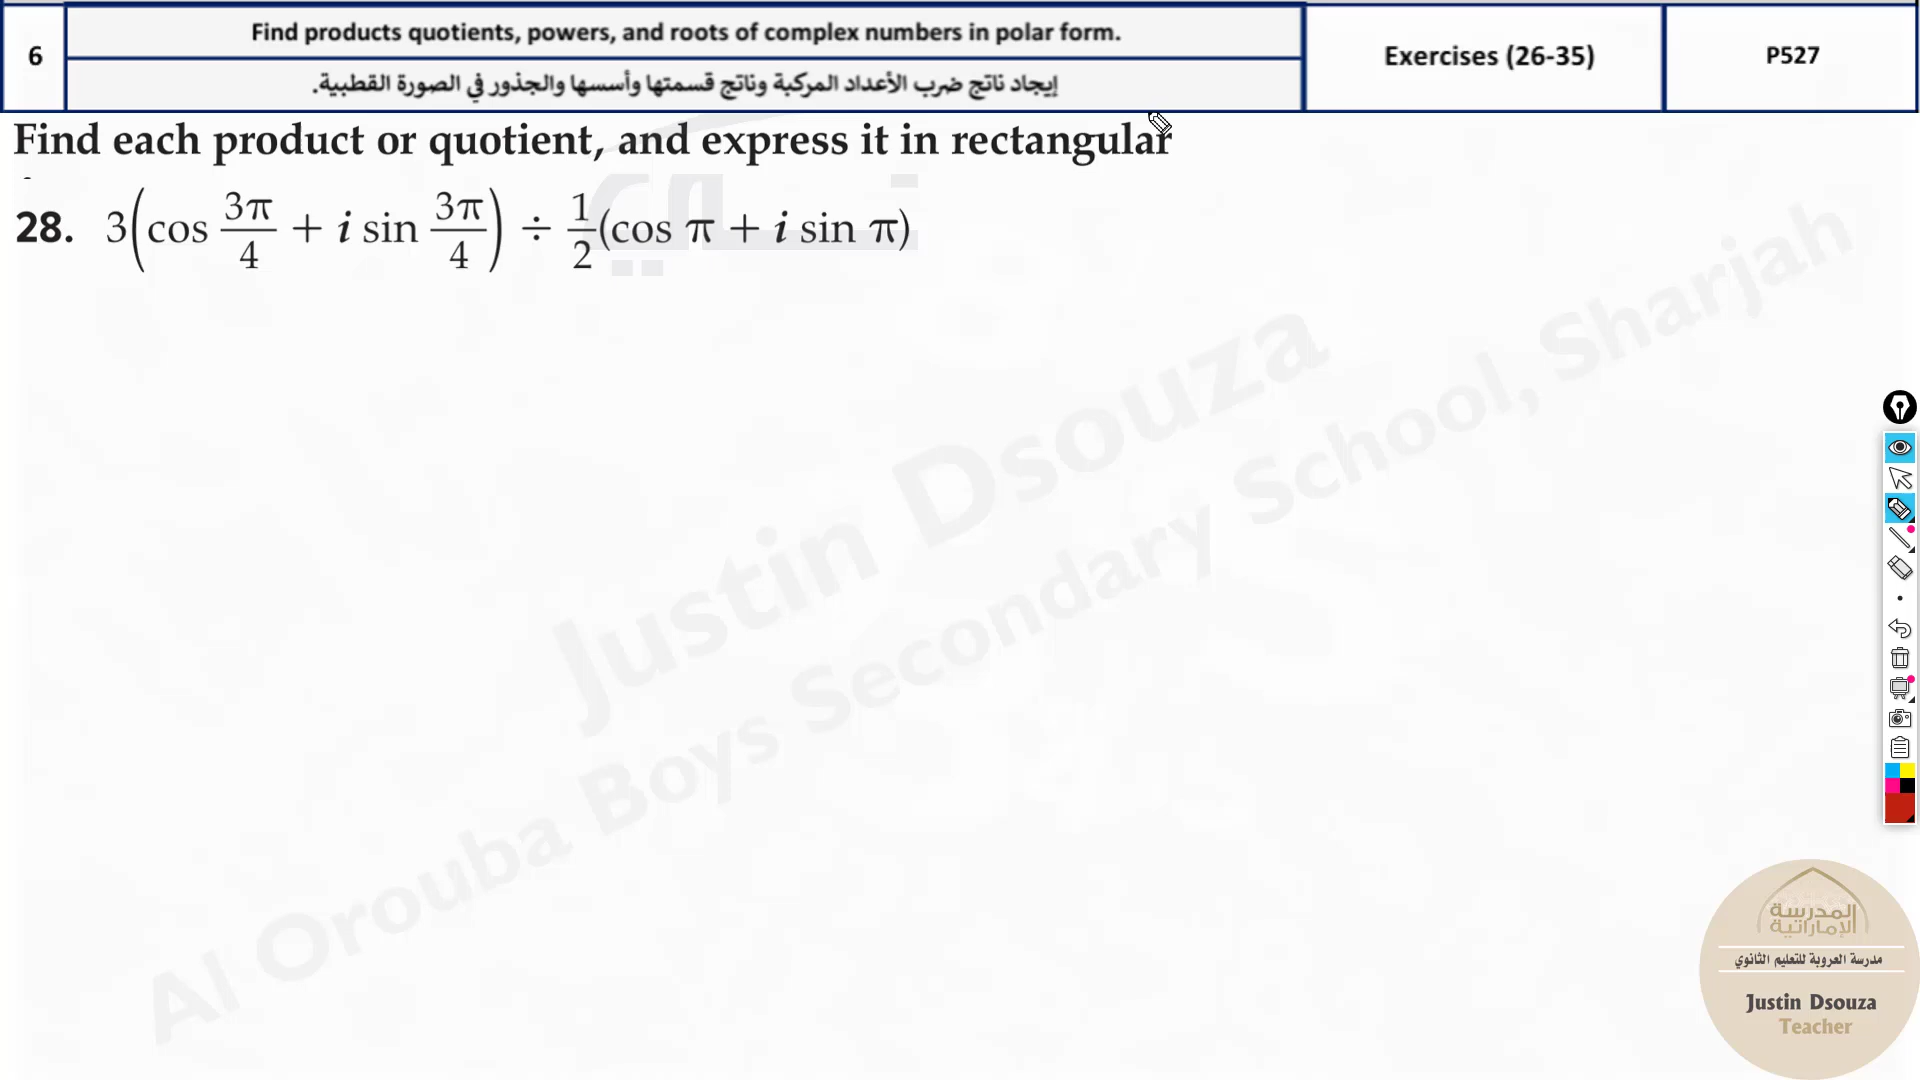 6
Find products quotients, powers, and roots of complex numbers in polar form.
إيجاد ناتج ضرب الأعداد المركبة وناتج قسمتها وأسسها والجذور في الصورة القطبية.
Exercises (26-35)
P527
Find each product or quotient, and express it in rectangular
28. 3(cos 3π/4 + i sin 3π/4) ÷ 1/2(cos π + i sin π)
Justin Dsouza
Al Orouba Boys Secondary School, Sharjah
المدرسة
الإماراتية
مدرسة العروبة للتعليم الثانوي
Justin Dsouza
Teacher